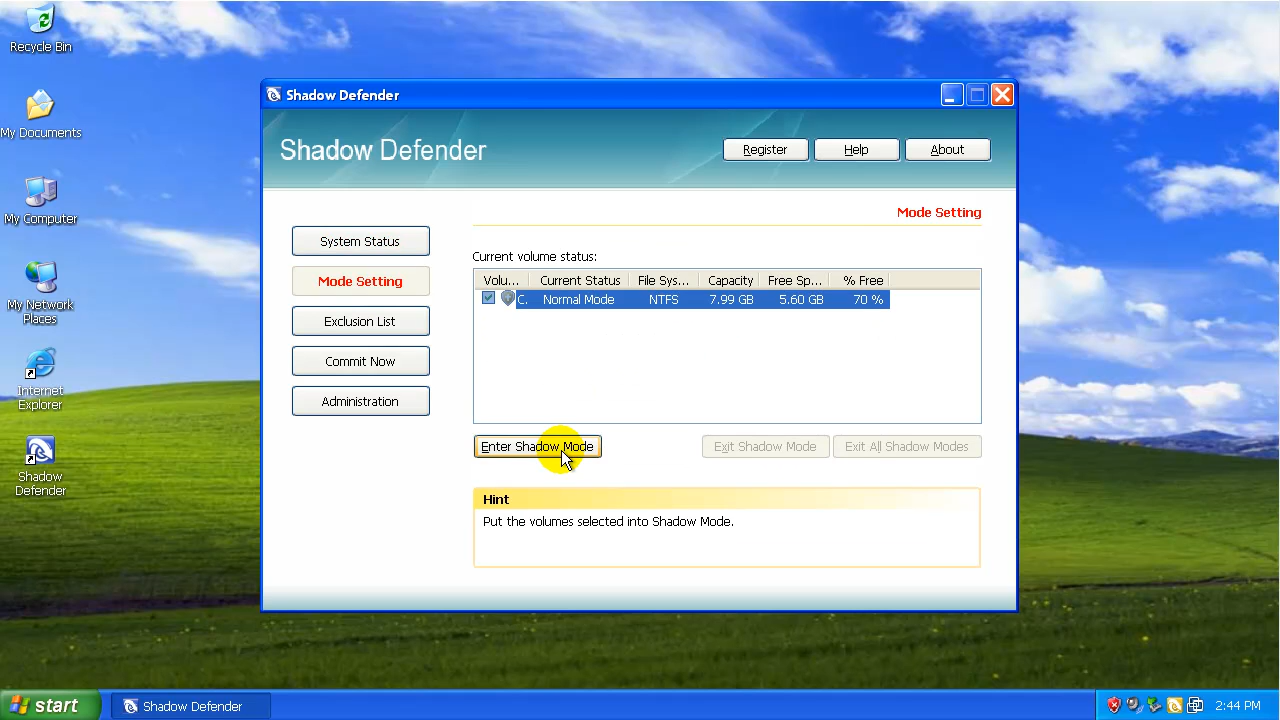 Recycle Bin
My Documents
My Computer
My Network
Places
Internet
Explorer
Shadow
Defender
Shadow Defender
Shadow Defender
Register
Help
About
Mode Setting
System Status
Mode Setting
Exclusion List
Commit Now
Administration
Current volume status:
Volu... Current Status File Sys... Capacity Free Sp... % Free
C. Normal Mode NTFS 7.99 GB 5.60 GB 70 %
Enter Shadow Mode
Exit Shadow Mode
Exit All Shadow Modes
Hint
Put the volumes selected into Shadow Mode.
start
Shadow Defender
2:44 PM